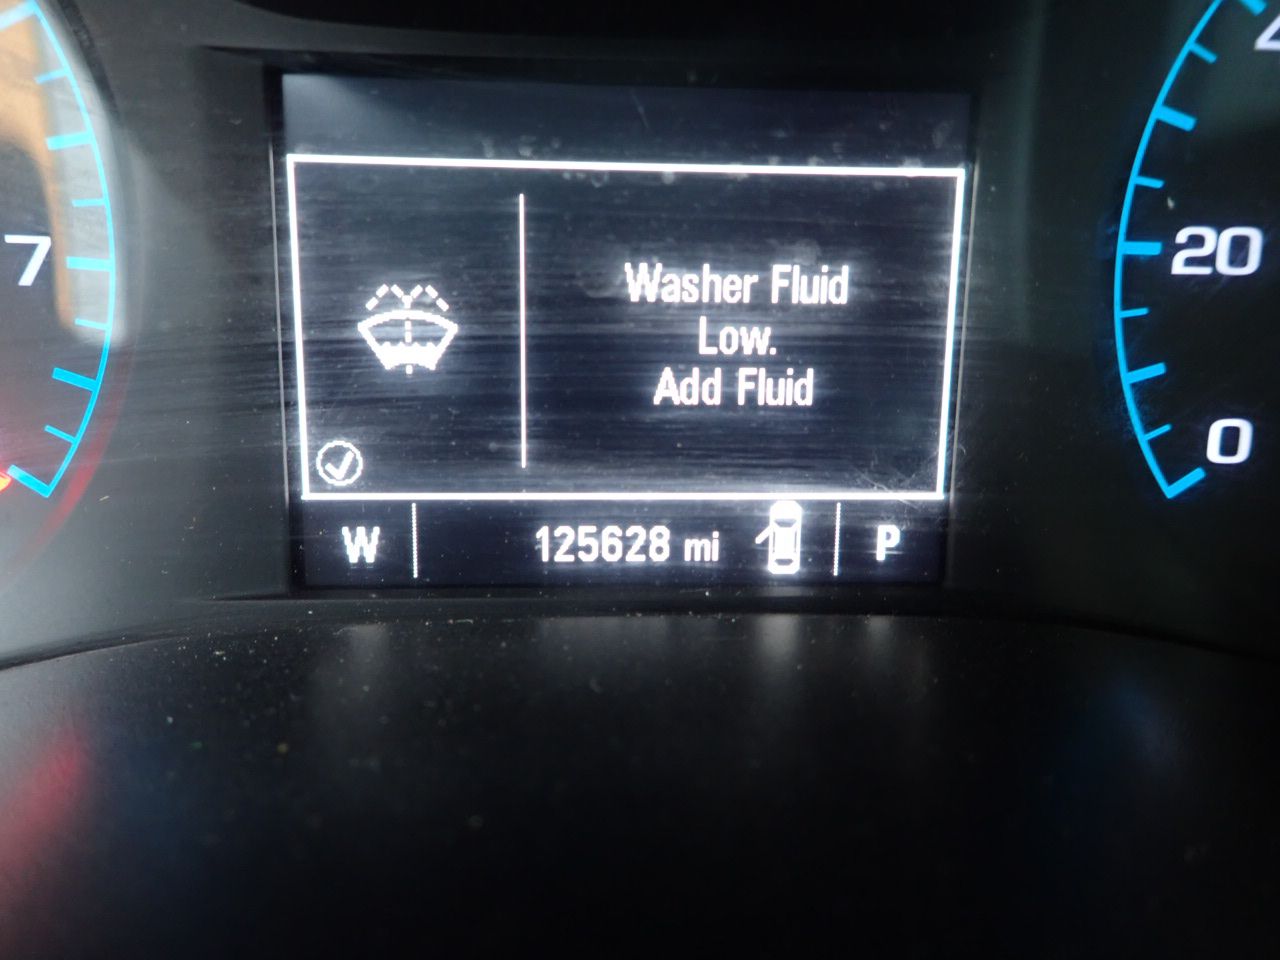 7
Washer Fluid
Low.
Add Fluid
20
0
W
125628 mi
P